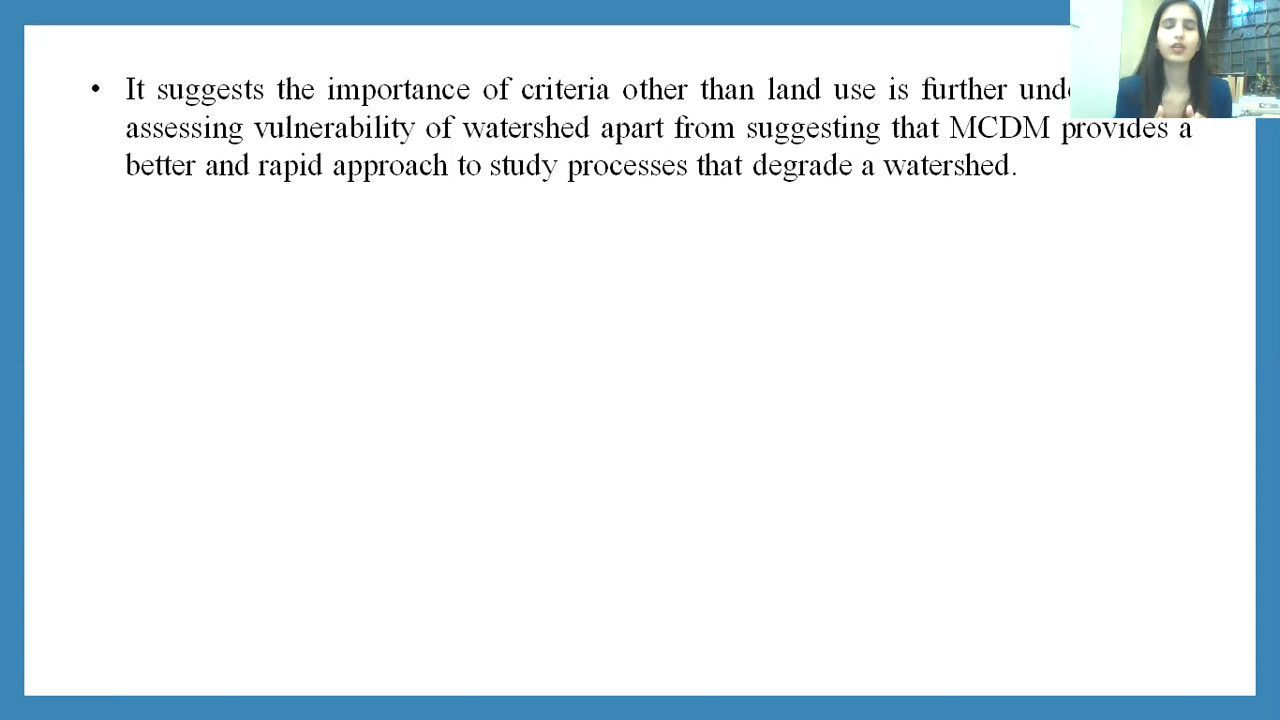 • It suggests the importance of criteria other than land use is further
assessing vulnerability of watershed apart from suggesting that MCDM provides a
better and rapid approach to study processes that degrade a watershed.